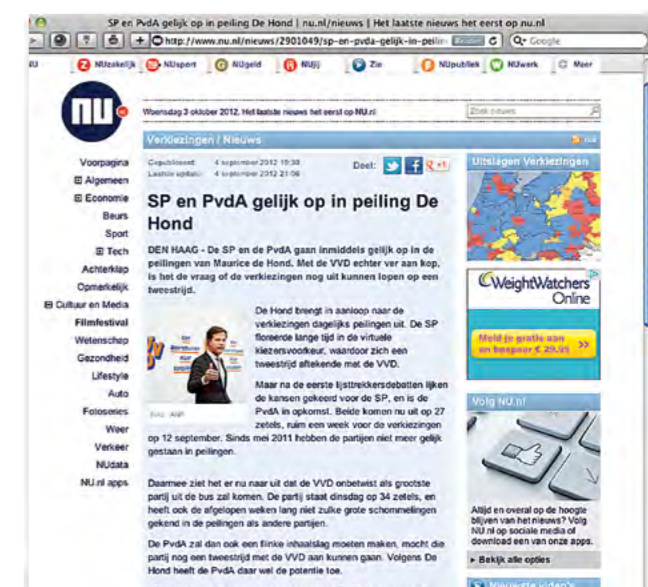 SP en PvdA gelijk op in peiling De Hond | nu.nl/nieuws | Het laatste nieuws het eerst op nu.nl
http://www.nu.nl/nieuws/2901049/sp-en-pvda-gelijk-in-peilin
Reader
Google
NUzakelijk NUsport NUgeld NUjij Zie NUpubliek NUwerk Meer
nu
Woensdag 3 oktober 2012. Het laatste nieuws het eerst op NU.nl
Zoek nieuws
Verkiezingen / Nieuws
rss
Voorpagina
Algemeen
Economie
Beurs
Sport
Tech
Achterklap
Opmerkelijk
Cultuur en Media
Filmfestival
Wetenschap
Gezondheid
Lifestyle
Auto
Fotoseries
Weer
Verkeer
NUdata
NU.nl apps
Gepubliceerd: 4 september 2012 19:30
Laatste update: 4 september 2012 21:06
Deel:
+1
SP en PvdA gelijk op in peiling De
Hond
DEN HAAG - De SP en de PvdA gaan inmiddels gelijk op in de
peilingen van Maurice de Hond. Met de VVD echter ver aan kop,
is het de vraag of de verkiezingen nog uit kunnen lopen op een
tweestrijd.
De Hond brengt in aanloop naar de
verkiezingen dagelijks peilingen uit. De SP
floreerde lange tijd in de virtuele
kiezersvoorkeur, waardoor zich een
tweestrijd aftekende met de VVD.
Foto: ANP
Maar na de eerste lijsttrekkersdebatten lijken
de kansen gekeerd voor de SP, en is de
PvdA in opkomst. Beide komen nu uit op 27
zetels, ruim een week voor de verkiezingen
op 12 september. Sinds mei 2011 hebben de partijen niet meer gelijk
gestaan in peilingen.
Daarmee ziet het er nu naar uit dat de VVD onbetwist als grootste
partij uit de bus zal komen. De partij staat dinsdag op 34 zetels, en
heeft ook de afgelopen weken lang niet zulke grote schommelingen
gekend in de peilingen als andere partijen.
De PvdA zal dan ook een flinke inhaalslag moeten maken, mocht die
partij nog een tweestrijd met de VVD aan kunnen gaan. Volgens De
Hond heeft de PvdA daar wel de potentie toe.
Uitslagen Verkiezingen
WeightWatchers
Online
Meld je gratis aan
en bespaar € 29,95
Volg NU.nl
Altijd en overal op de hoogte
blijven van het nieuws? Volg
NU.nl op sociale media of
download een van onze apps.
Bekijk alle opties
Nieuwste video's